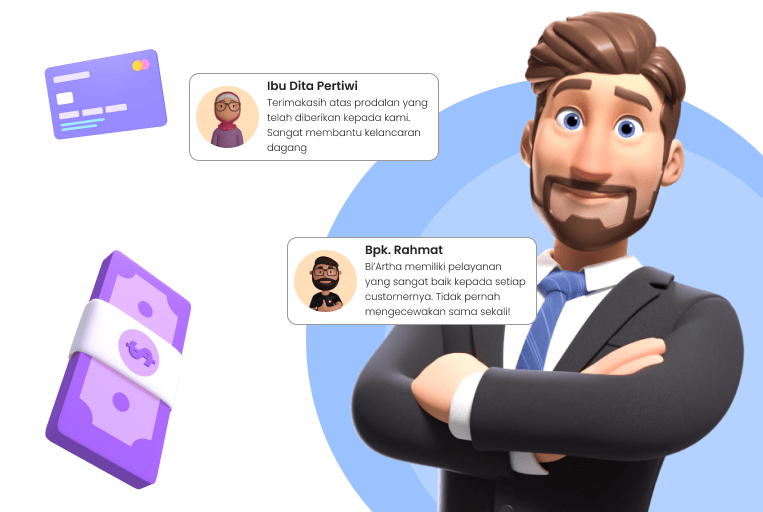 Ibu Dita Pertiwi
Terimakasih atas prodalan yang
telah diberikan kepada kami.
Sangat membantu kelancaran
dagang
Bpk. Rahmat
Bi'Artha memiliki pelayanan
yang sangat baik kepada setiap
customernya. Tidak pernah
mengecewakan sama sekali!
$